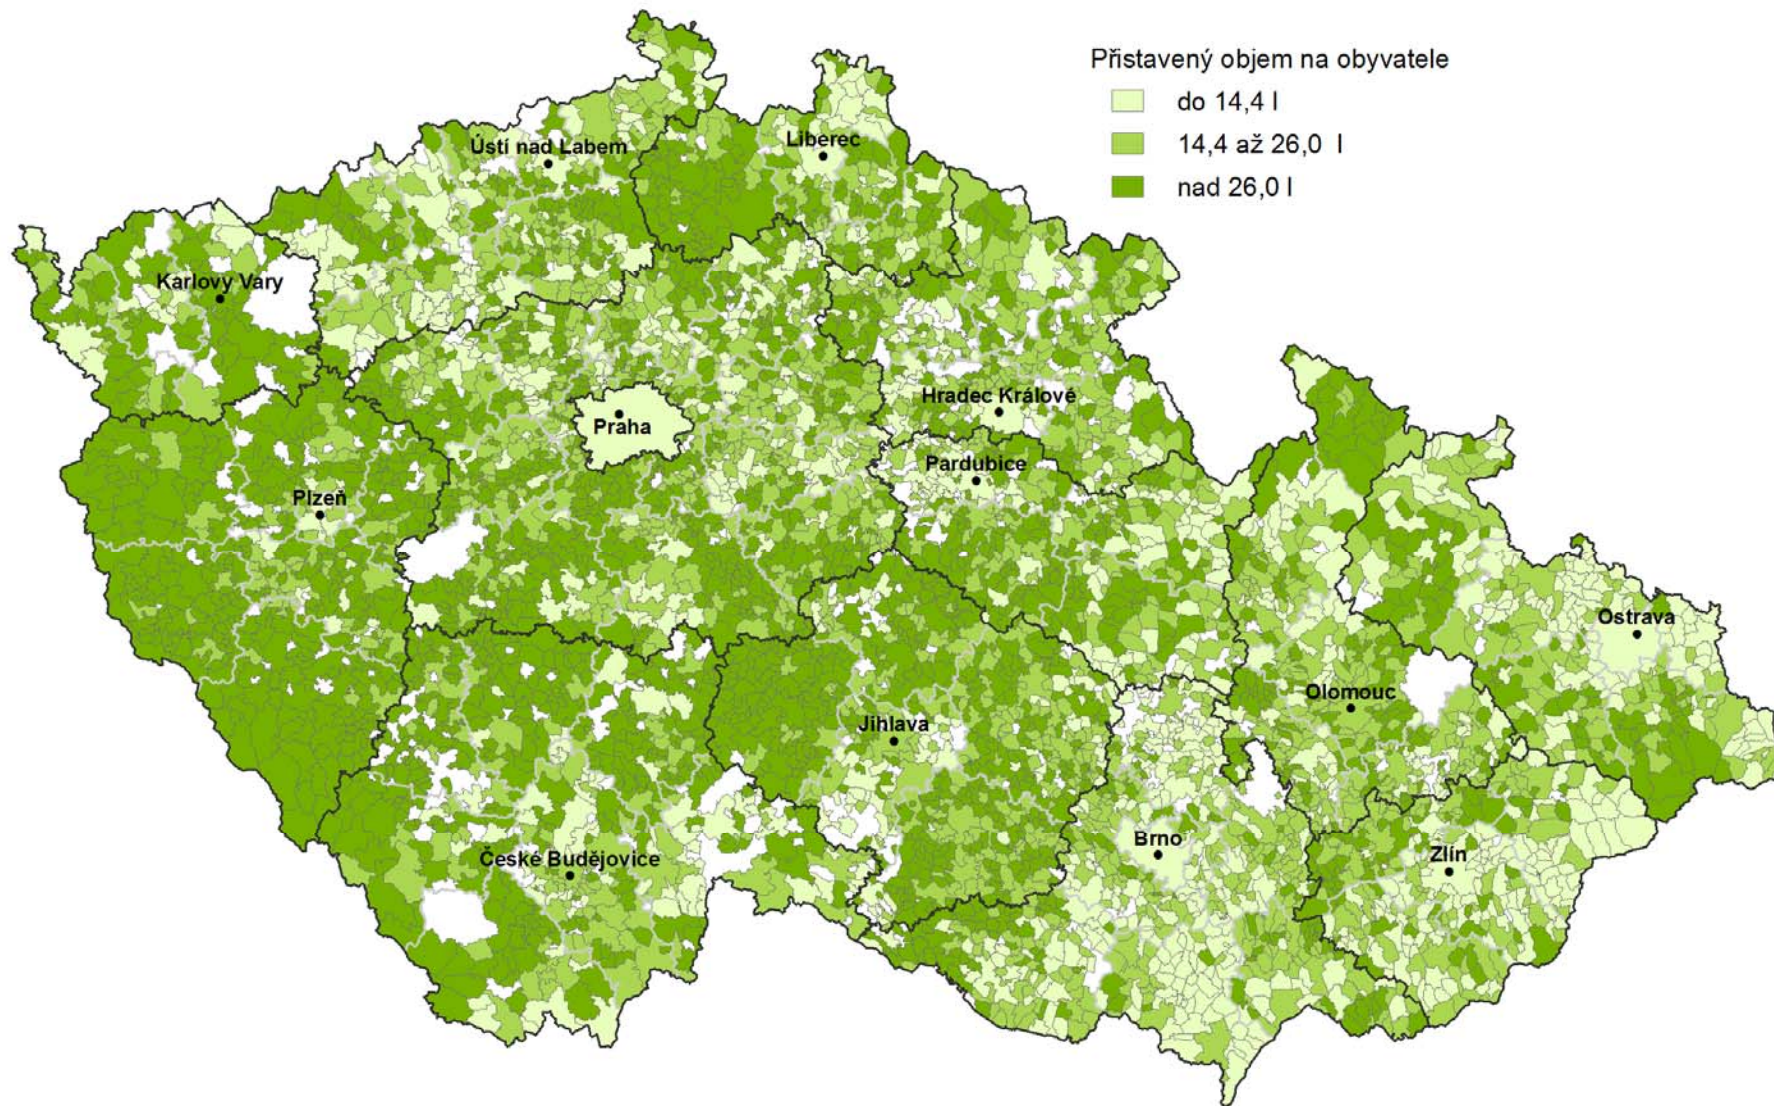 Přistavený objem na obyvatele
do 14,4 l
14,4 až 26,0 l
nad 26,0 l
Ústí nad Labem
Liberec
Karlovy Vary
Praha
Hradec Králové
Pardubice
Plzeň
Ostrava
Olomouc
Jihlava
Brno
Zlín
České Budějovice